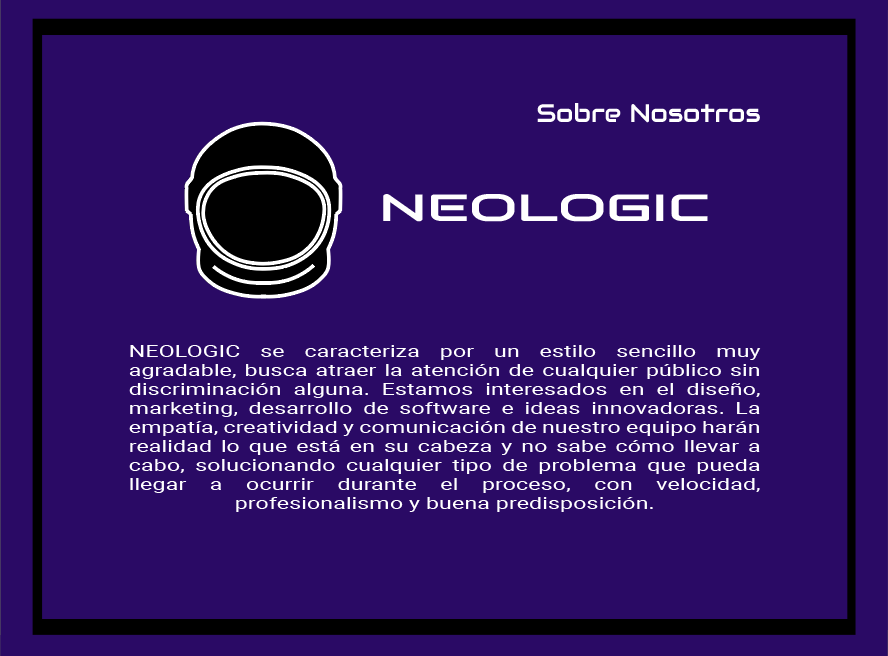 Sobre Nosotros
NEOLOGIC
NEOLOGIC se caracteriza por un estilo sencillo muy
agradable, busca atraer la atención de cualquier público sin
discriminación alguna. Estamos interesados en el diseño,
marketing, desarrollo de software e ideas innovadoras. La
empatía, creatividad y comunicación de nuestro equipo harán
realidad lo que está en su cabeza y no sabe cómo llevar a
cabo, solucionando cualquier tipo de problema que pueda
llegar a ocurrir durante el proceso, con velocidad,
profesionalismo y buena predisposición.